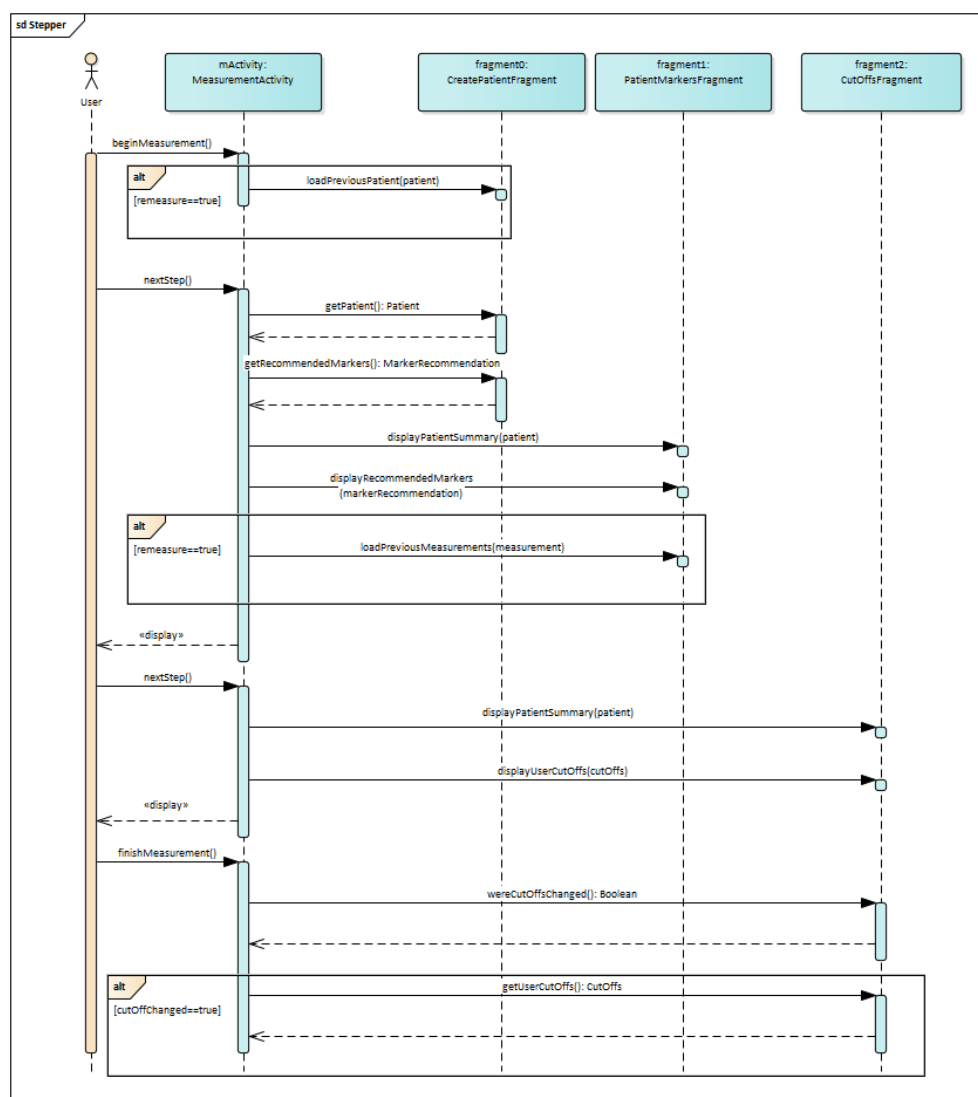 sd Stepper
User
mActivity:
MeasurementActivity
fragment0:
CreatePatientFragment
fragment1:
PatientMarkersFragment
fragment2:
CutOffsFragment
beginMeasurement()
alt
[remeasure==true]
loadPreviousPatient(patient)
nextStep()
getPatient(): Patient
getRecommendedMarkers(): MarkerRecommendation
displayPatientSummary(patient)
displayRecommendedMarkers
(markerRecommendation)
alt
[remeasure==true]
loadPreviousMeasurements(measurement)
«display»
nextStep()
displayPatientSummary(patient)
displayUserCutOffs(cutOffs)
«display»
finishMeasurement()
wereCutOffsChanged(): Boolean
alt
[cutOffChanged==true]
getUserCutOffs(): CutOffs